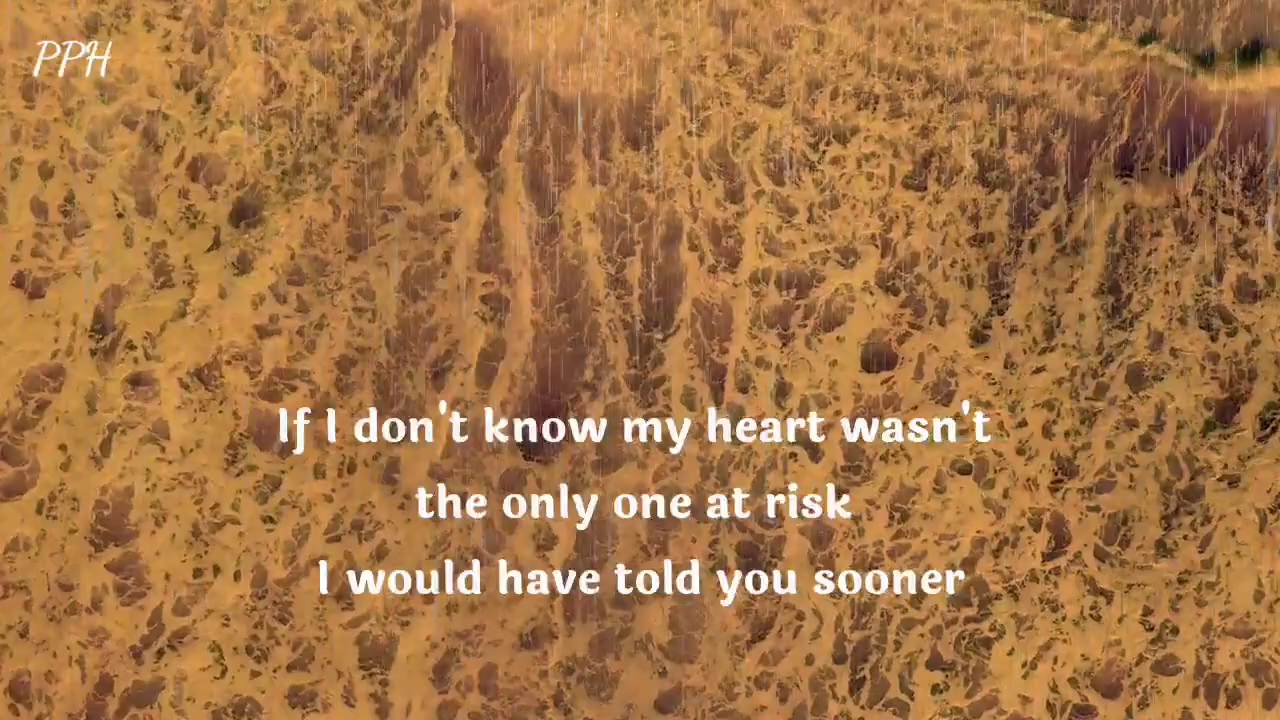 PPH
If I don't know my heart wasn't
the only one at risk
I would have told you sooner